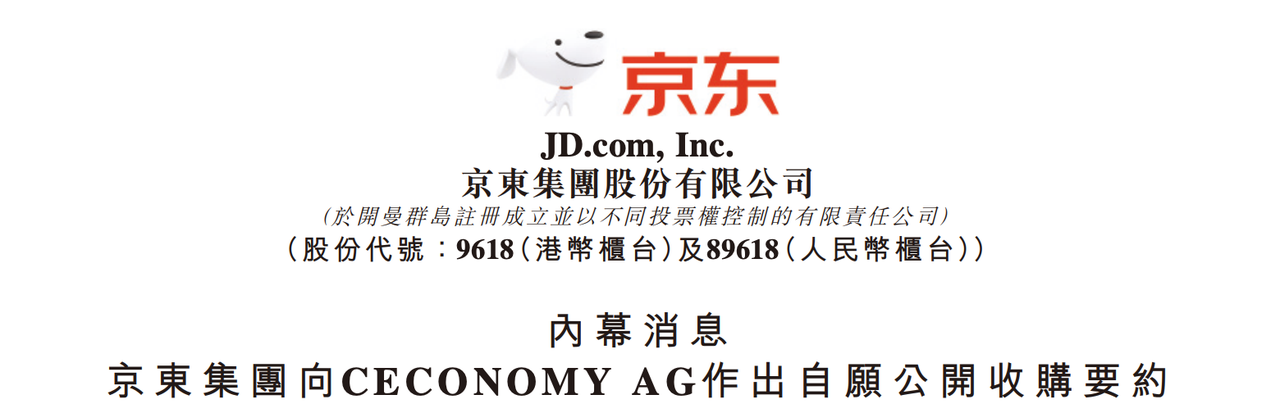 京东
JD.com, Inc.
京東集團股份有限公司
(於開曼群島註冊成立並以不同投票權控制的有限責任公司)
(股份代號：9618(港幣櫃台)及89618(人民幣櫃台))
內幕消息
京東集團向CECONOMY AG作出自願公開收購要約